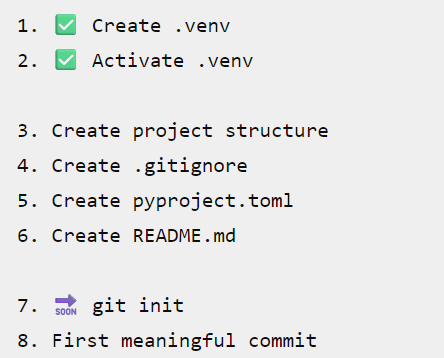 1. ✅ Create .venv
2. ✅ Activate .venv
3. Create project structure
4. Create .gitignore
5. Create pyproject.toml
6. Create README.md
7. 🔜 git init
8. First meaningful commit